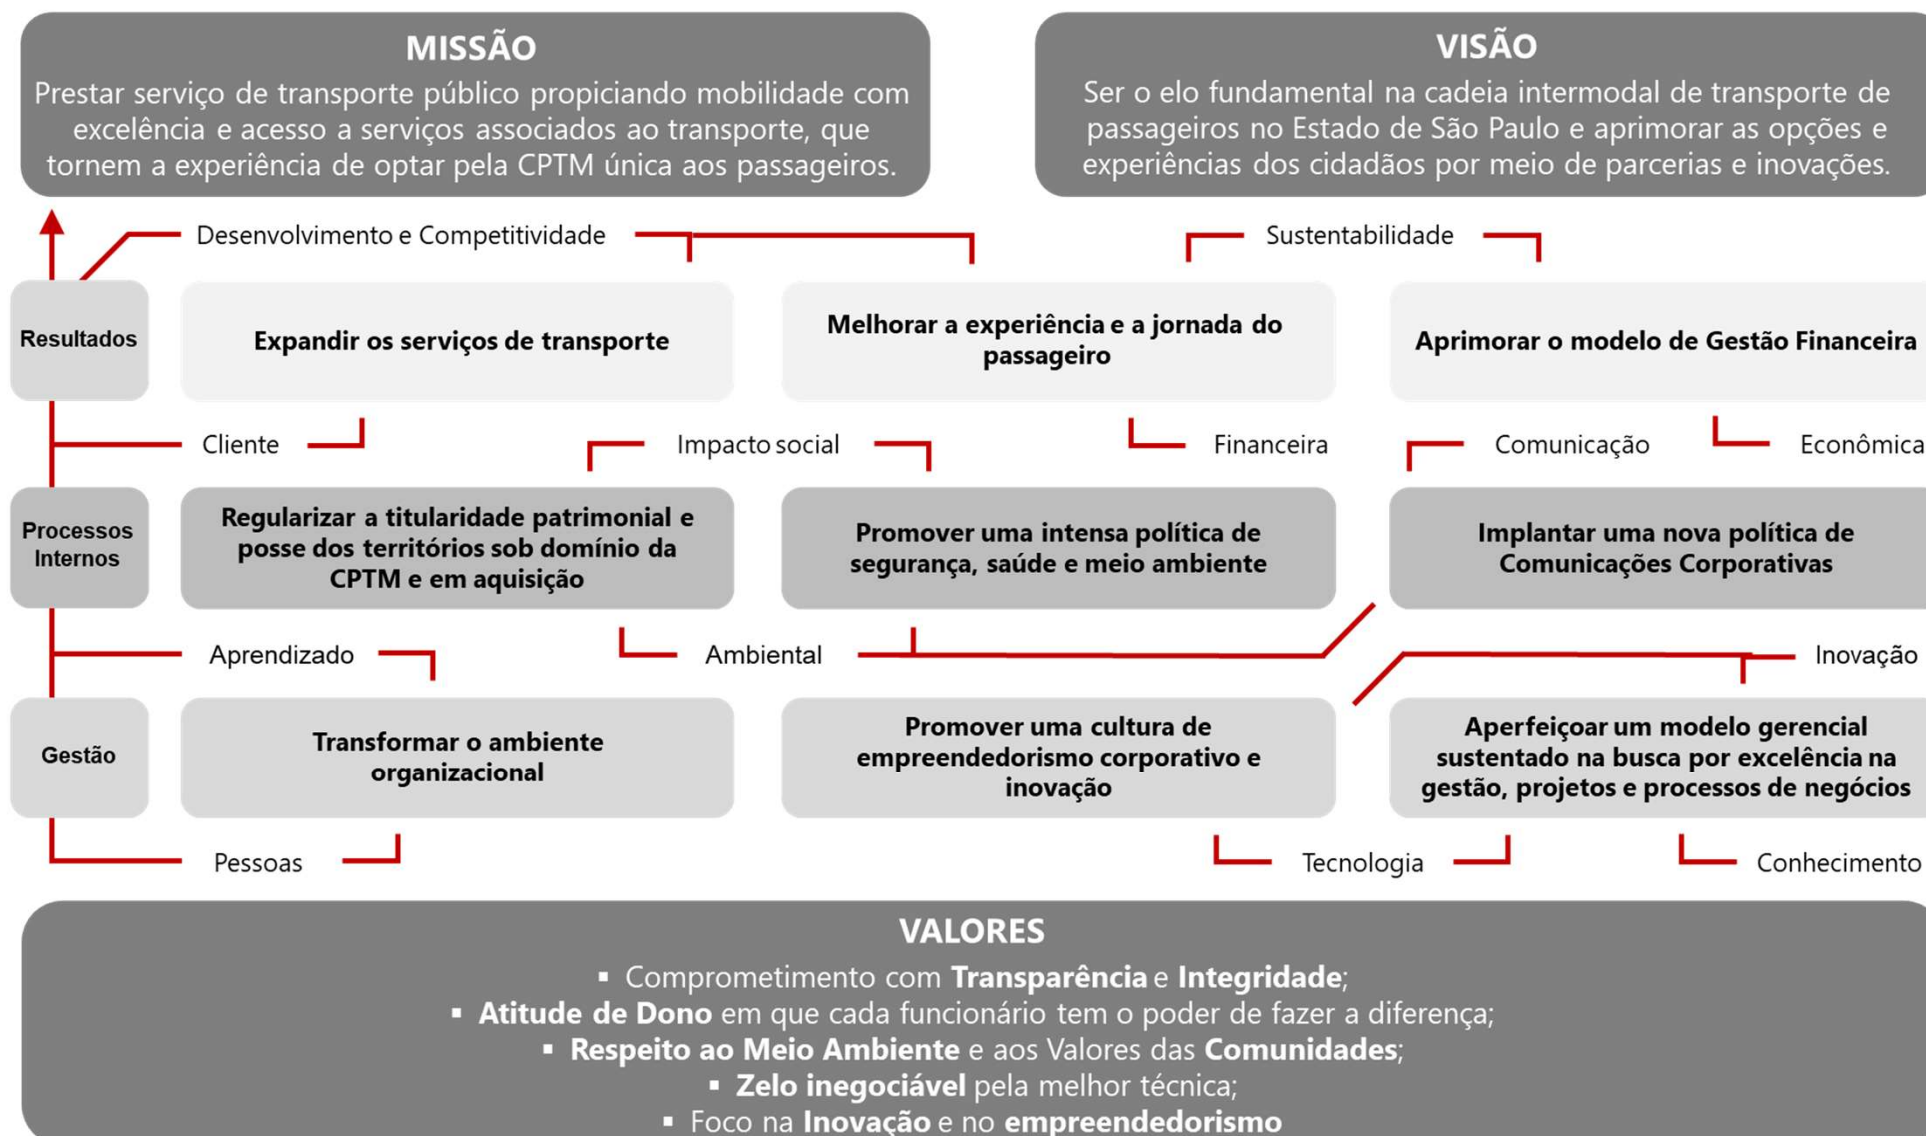 MISSÃO
Prestar serviço de transporte público propiciando mobilidade com
excelência e acesso a serviços associados ao transporte, que
tornem a experiência de optar pela CPTM única aos passageiros.
VISÃO
Ser o elo fundamental na cadeia intermodal de transporte de
passageiros no Estado de São Paulo e aprimorar as opções e
experiências dos cidadãos por meio de parcerias e inovações.
Desenvolvimento e Competitividade
Sustentabilidade
Resultados
Expandir os serviços de transporte
Melhorar a experiência e a jornada do
passageiro
Aprimorar o modelo de Gestão Financeira
Cliente
Impacto social
Financeira
Comunicação
Econômica
Processos
Internos
Regularizar a titularidade patrimonial e
posse dos territórios sob domínio da
CPTM e em aquisição
Promover uma intensa política de
segurança, saúde e meio ambiente
Implantar uma nova política de
Comunicações Corporativas
Aprendizado
Ambiental
Inovação
Gestão
Transformar o ambiente
organizacional
Promover uma cultura de
empreendedorismo corporativo e
inovação
Aperfeiçoar um modelo gerencial
sustentado na busca por excelência na
gestão, projetos e processos de negócios
Pessoas
Tecnologia
Conhecimento
VALORES
▪ Comprometimento com Transparência e Integridade;
▪ Atitude de Dono em que cada funcionário tem o poder de fazer a diferença;
▪ Respeito ao Meio Ambiente e aos Valores das Comunidades;
▪ Zelo inegociável pela melhor técnica;
▪ Foco na Inovação e no empreendedorismo